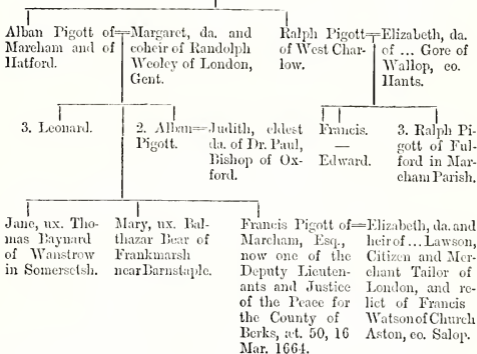 Alban Pigott of
Marcham and of
Hatford.
Margaret, da. and
coheir of Randolph
Wooley of London,
Gent.
Ralph Pigott
of West Char-
low.
Elizabeth, da.
of ... Gore of
Wallop, co.
Hants.
3. Leonard.
2. Alban
Pigott.
Judith, eldest
da. of Dr. Paul,
Bishop of Ox-
ford.
Francis.
—
Edward.
3. Ralph Pi-
gott of Ful-
ford in Mar-
cham Parish.
Jane, ux. Tho-
mas Baynard
of Wanstrow
in Somersetsh.
Mary, ux. Bal-
thazar Bear of
Frankmarsh
near Barnstaple.
Francis Pigott of
Marcham, Esq.,
now one of the
Deputy Lieuten-
ants and Justice
of the Peace for
the County of
Berks, æt. 50, 16
Mar. 1664.
Elizabeth, da. and
heir of ... Lawson,
Citizen and Mer-
chant Tailor of
London, and re-
lict of Francis
Watson of Church
Aston, co. Salop.